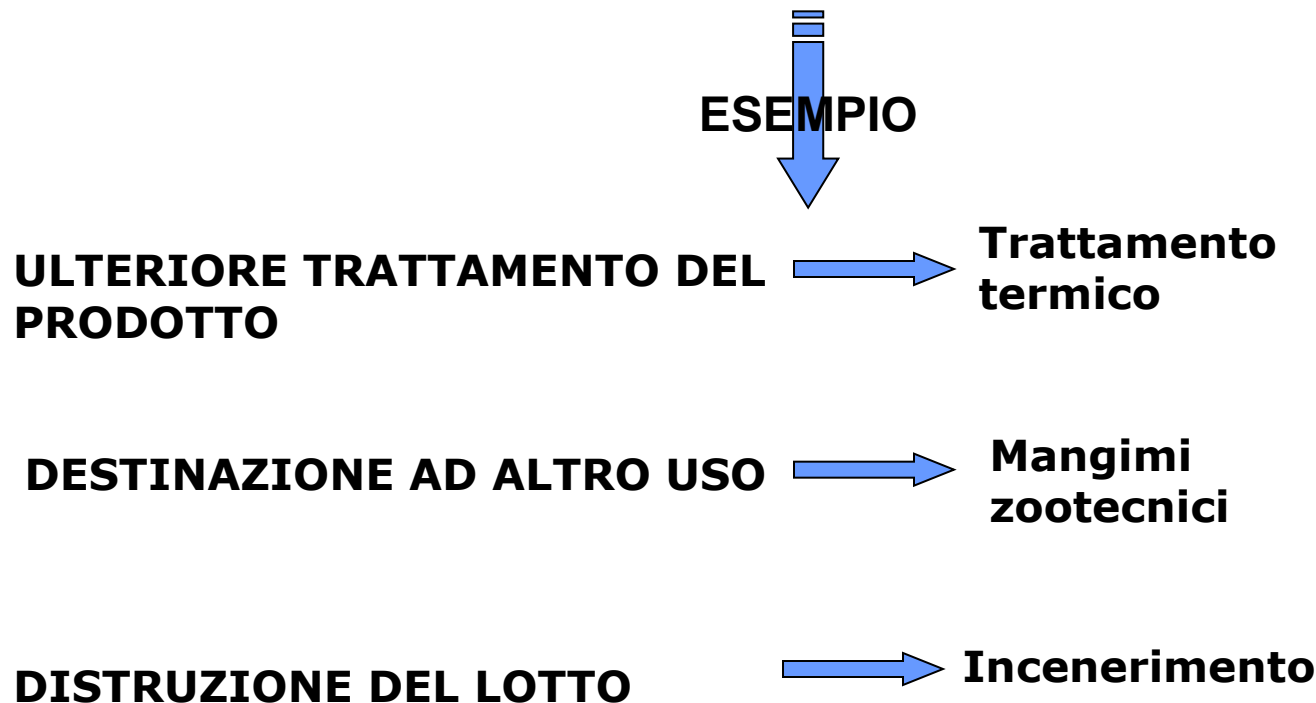 ESEMPIO
ULTERIORE TRATTAMENTO DEL
PRODOTTO
Trattamento
termico
DESTINAZIONE AD ALTRO USO
Mangimi
zootecnici
DISTRUZIONE DEL LOTTO
Incenerimento